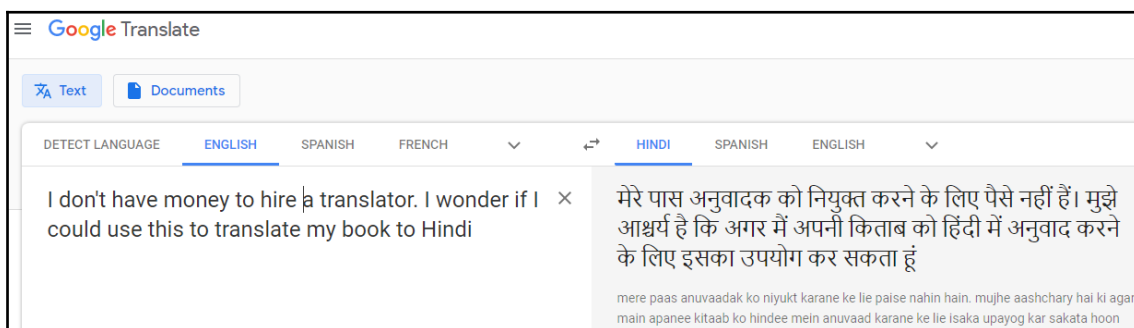 Google Translate
Text Documents
DETECT LANGUAGE ENGLISH SPANISH FRENCH HINDI SPANISH ENGLISH
I don't have money to hire a translator. I wonder if I
could use this to translate my book to Hindi
मेरे पास अनुवादक को नियुक्त करने के लिए पैसे नहीं हैं। मुझे
आश्चर्य है कि अगर मैं अपनी किताब को हिंदी में अनुवाद करने
के लिए इसका उपयोग कर सकता हूं
mere paas anuvaadak ko niyukt karane ke lie paise nahin hain. mujhe aashchary hai ki agar
main apanee kitaab ko hindee mein anuvaad karane ke lie isaka upayog kar sakata hoon